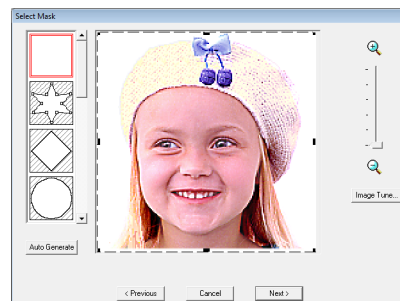 Select Mask
Image Tune...
Auto Generate
< Previous
Cancel
Next >